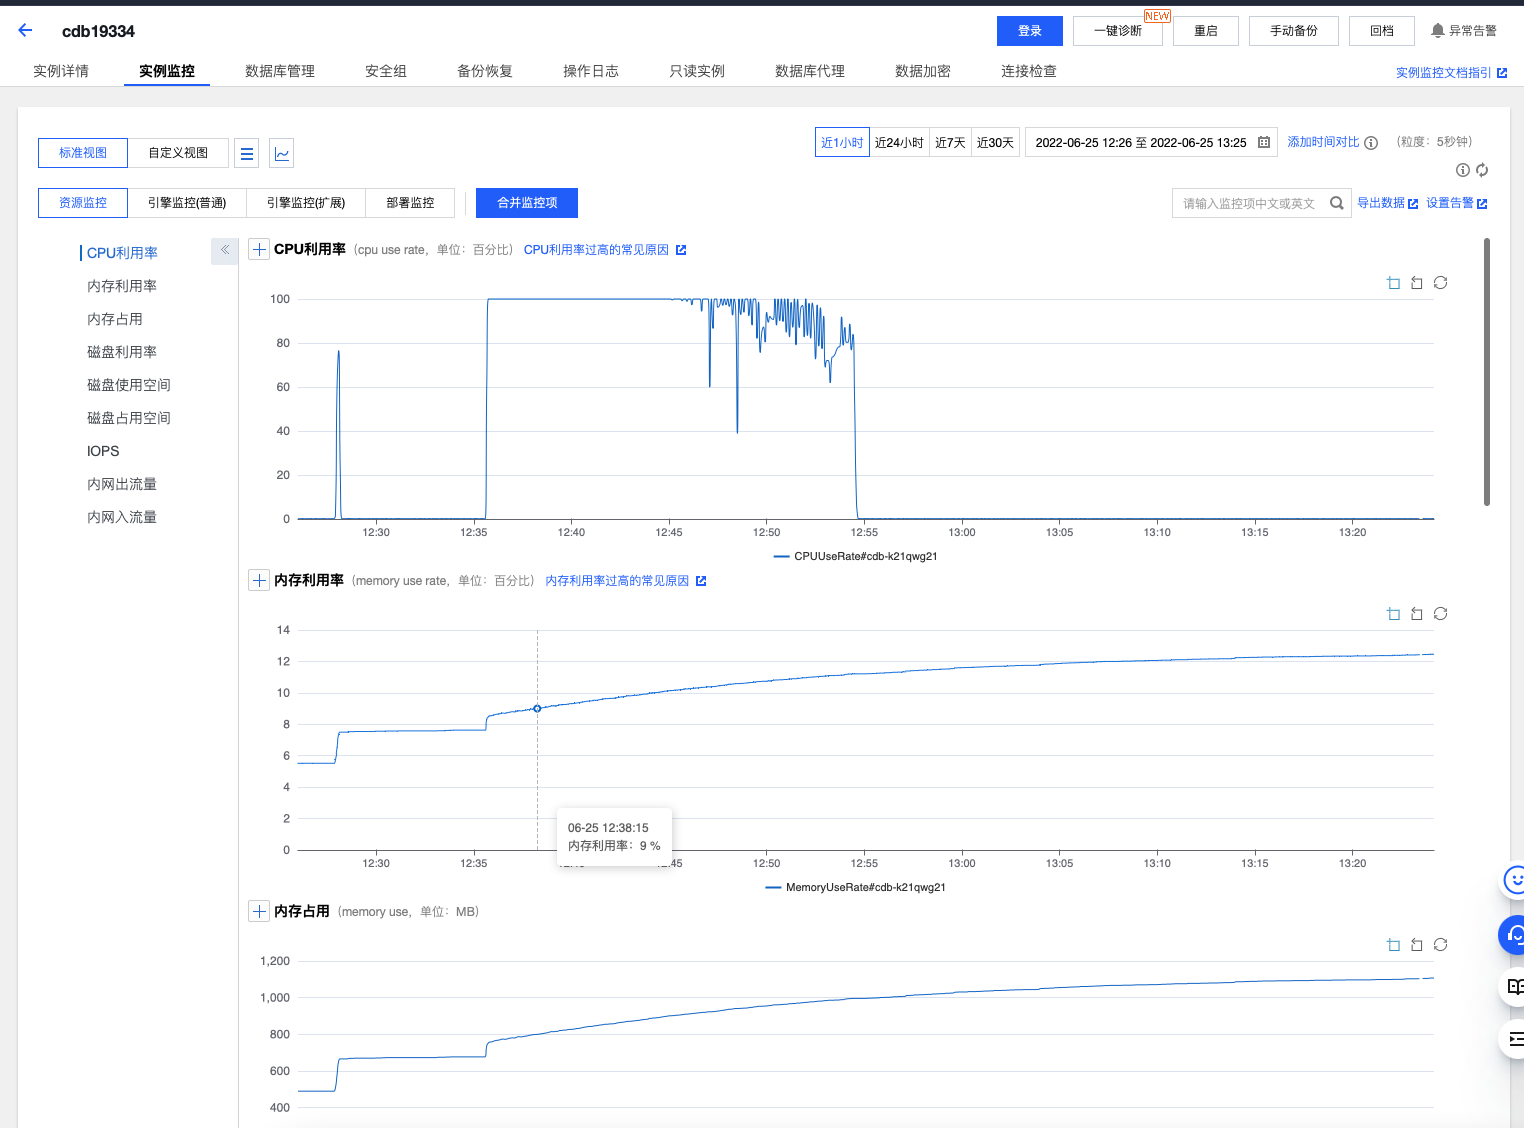 cdb19334
登录
一键诊断
NEW
重启
手动备份
回档
异常告警
实例详情
实例监控
数据库管理
安全组
备份恢复
操作日志
只读实例
数据库代理
数据加密
连接检查
实例监控文档指引
标准视图
自定义视图
近1小时
近24小时
近7天
近30天
2022-06-25 12:26 至 2022-06-25 13:25
添加时间对比
（粒度：5秒钟）
资源监控
引擎监控(普通)
引擎监控(扩展)
部署监控
合并监控项
请输入监控项中文或英文
导出数据
设置告警
CPU利用率
内存利用率
内存占用
磁盘利用率
磁盘使用空间
磁盘占用空间
IOPS
内网出流量
内网入流量
CPU利用率（cpu use rate，单位：百分比） CPU利用率过高的常见原因
100
80
60
40
20
0
12:30 12:35 12:40 12:45 12:50 12:55 13:00 13:05 13:10 13:15 13:20
CPUUseRate#cdb-k21qwg21
内存利用率（memory use rate，单位：百分比） 内存利用率过高的常见原因
14
12
10
8
6
4
2
0
06-25 12:38:15
内存利用率：9 %
12:30 12:35 :45 12:50 12:55 13:00 13:05 13:10 13:15 13:20
MemoryUseRate#cdb-k21qwg21
内存占用（memory use，单位：MB）
1,200
1,000
800
600
400